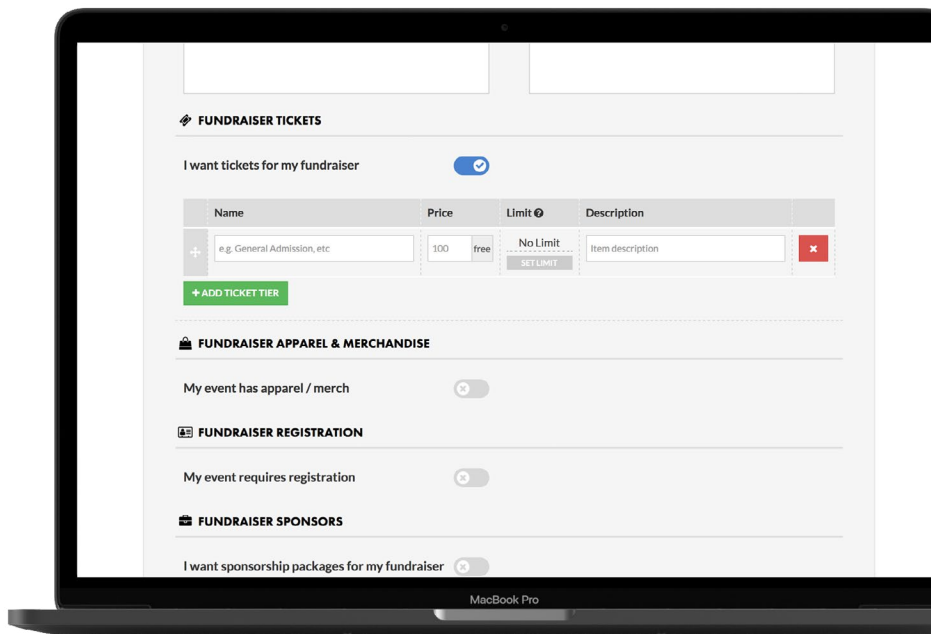 FUNDRAISER TICKETS
I want tickets for my fundraiser
Name Price Limit Description
e.g. General Admission, etc 100 free No Limit Item description
SET LIMIT
+ ADD TICKET TIER
FUNDRAISER APPAREL & MERCHANDISE
My event has apparel / merch
FUNDRAISER REGISTRATION
My event requires registration
FUNDRAISER SPONSORS
I want sponsorship packages for my fundraiser
MacBook Pro